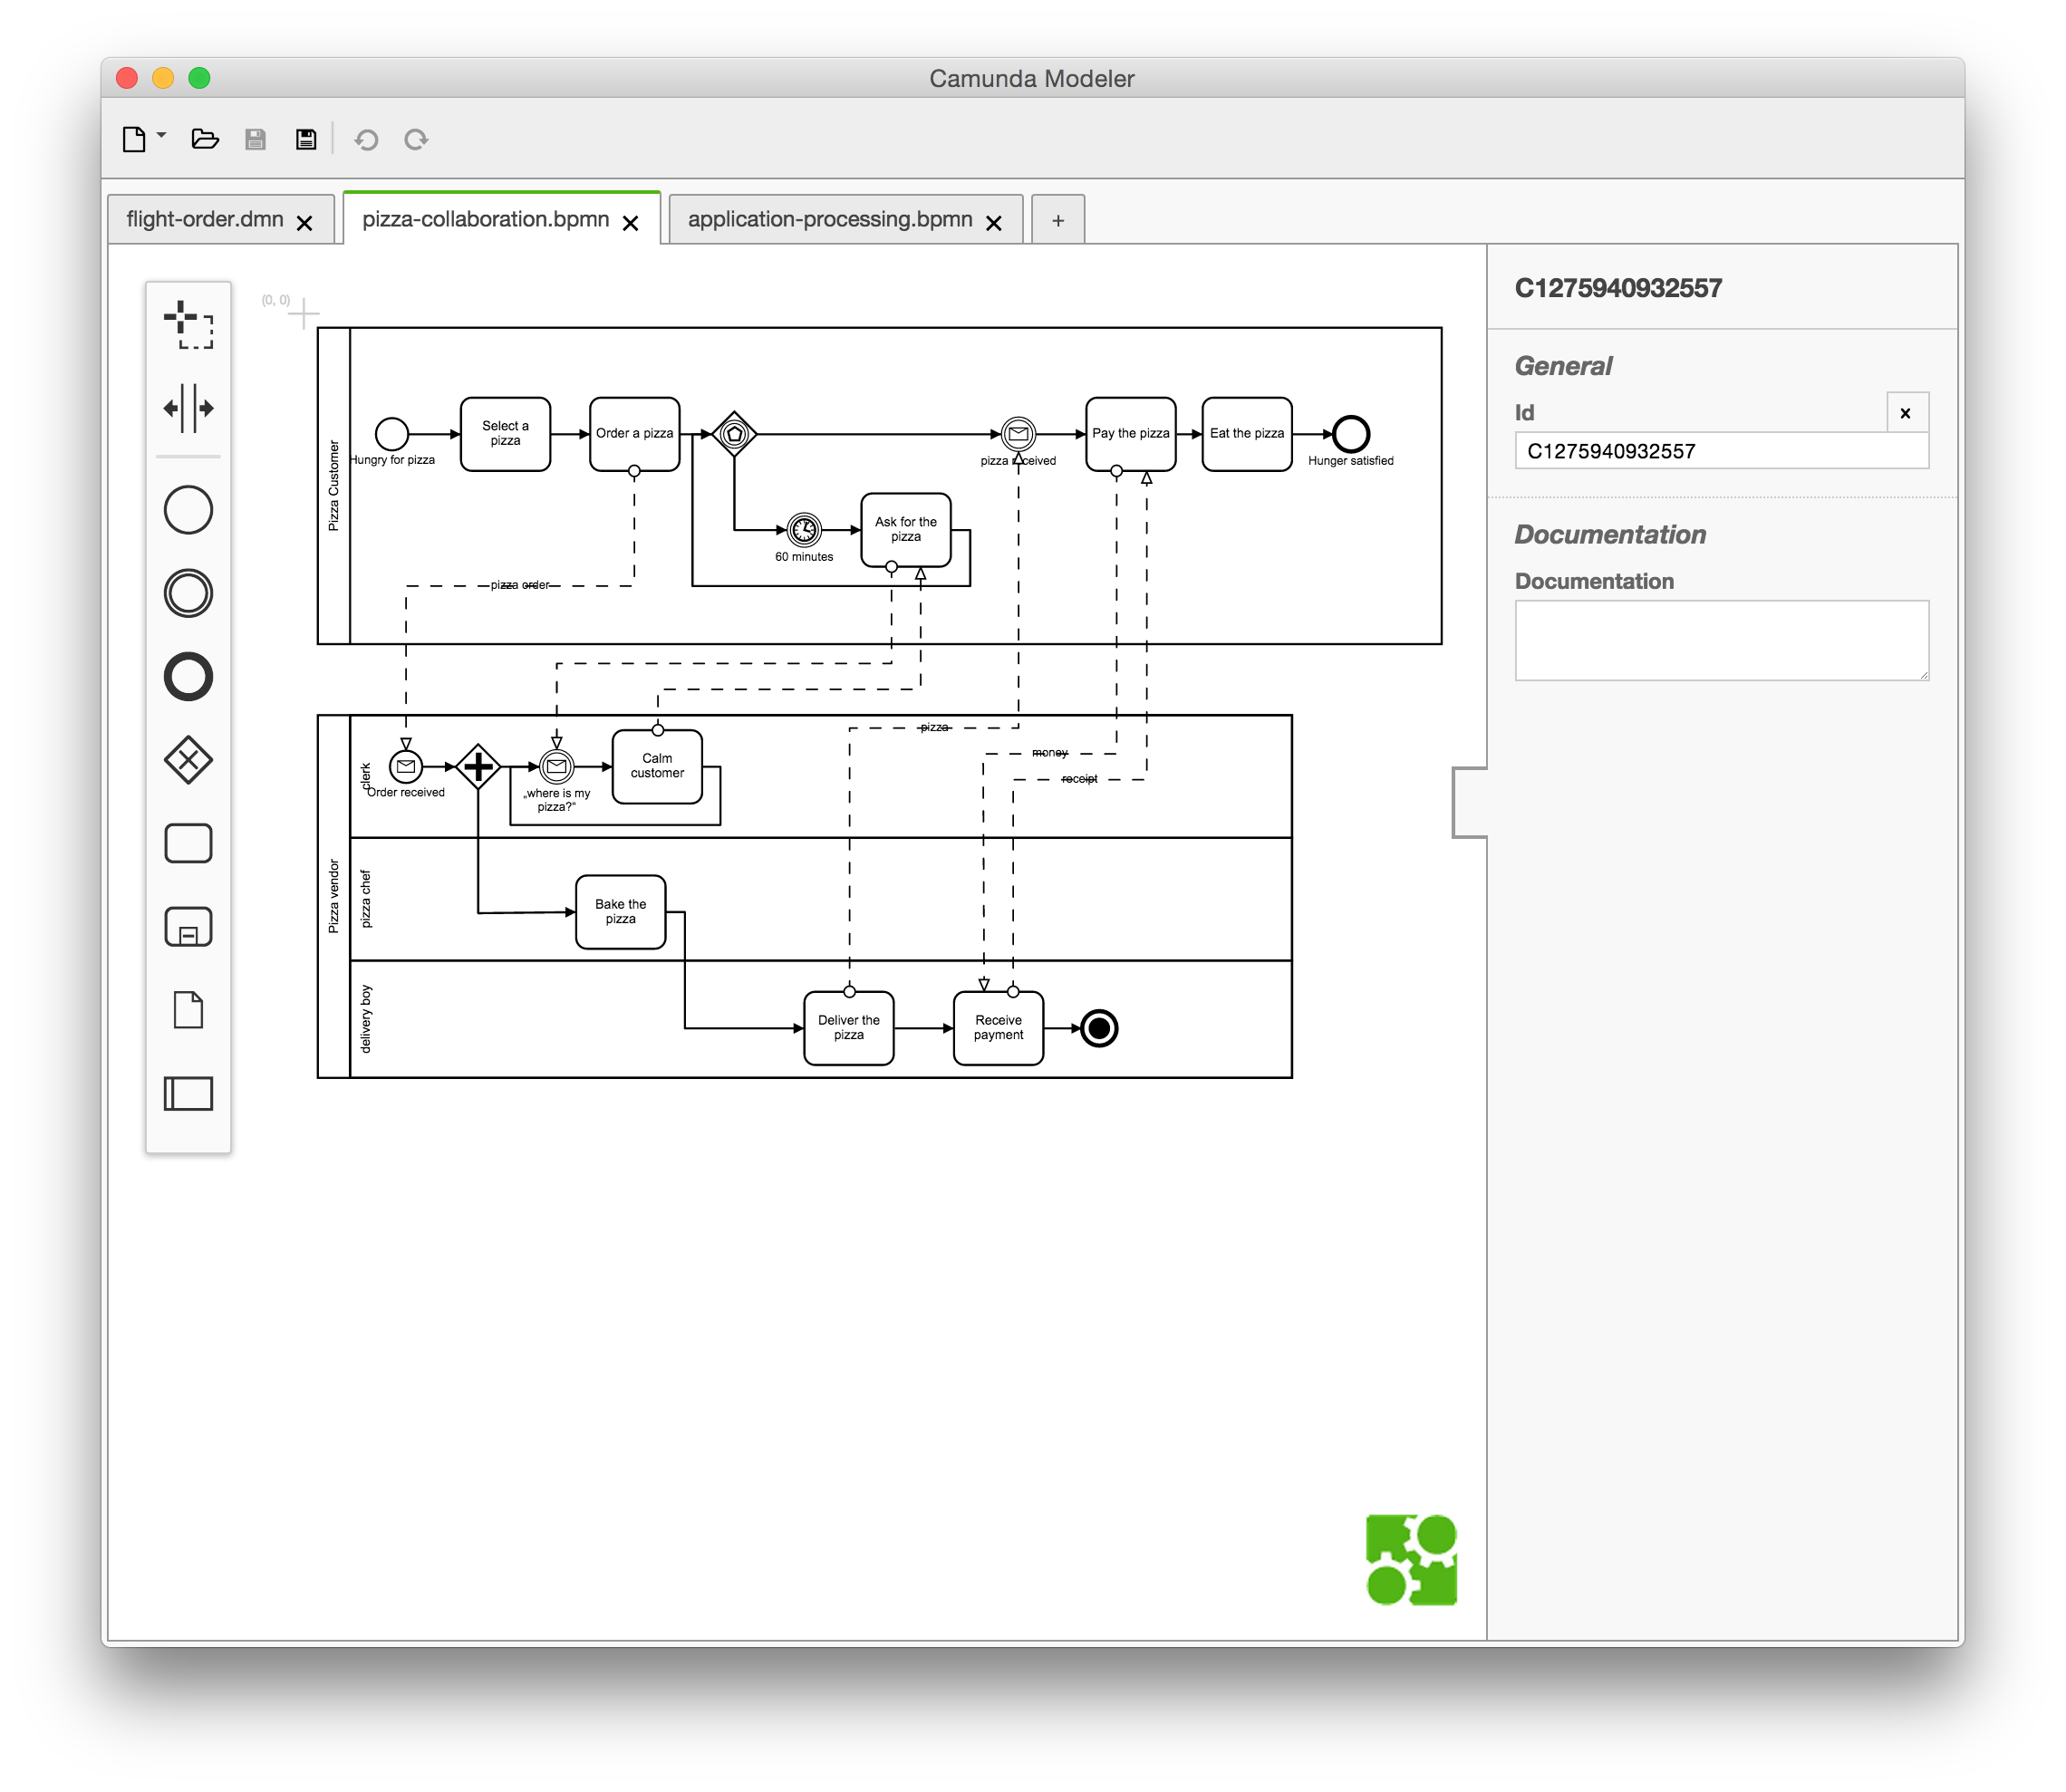 Camunda Modeler
flight-order.dmn
pizza-collaboration.bpmn
application-processing.bpmn
+
(0, 0)
C1275940932557
General
Id
C1275940932557
Documentation
Documentation
Pizza Customer
Hungry for pizza
Select a
pizza
Order a pizza
pizza received
Pay the pizza
Eat the pizza
Hunger satisfied
60 minutes
Ask for the
pizza
pizza order
Pizza vendor
clerk
Order received
„where is my
pizza?“
Calm
customer
pizza
money
receipt
pizza chef
Bake the
pizza
delivery boy
Deliver the
pizza
Receive
payment